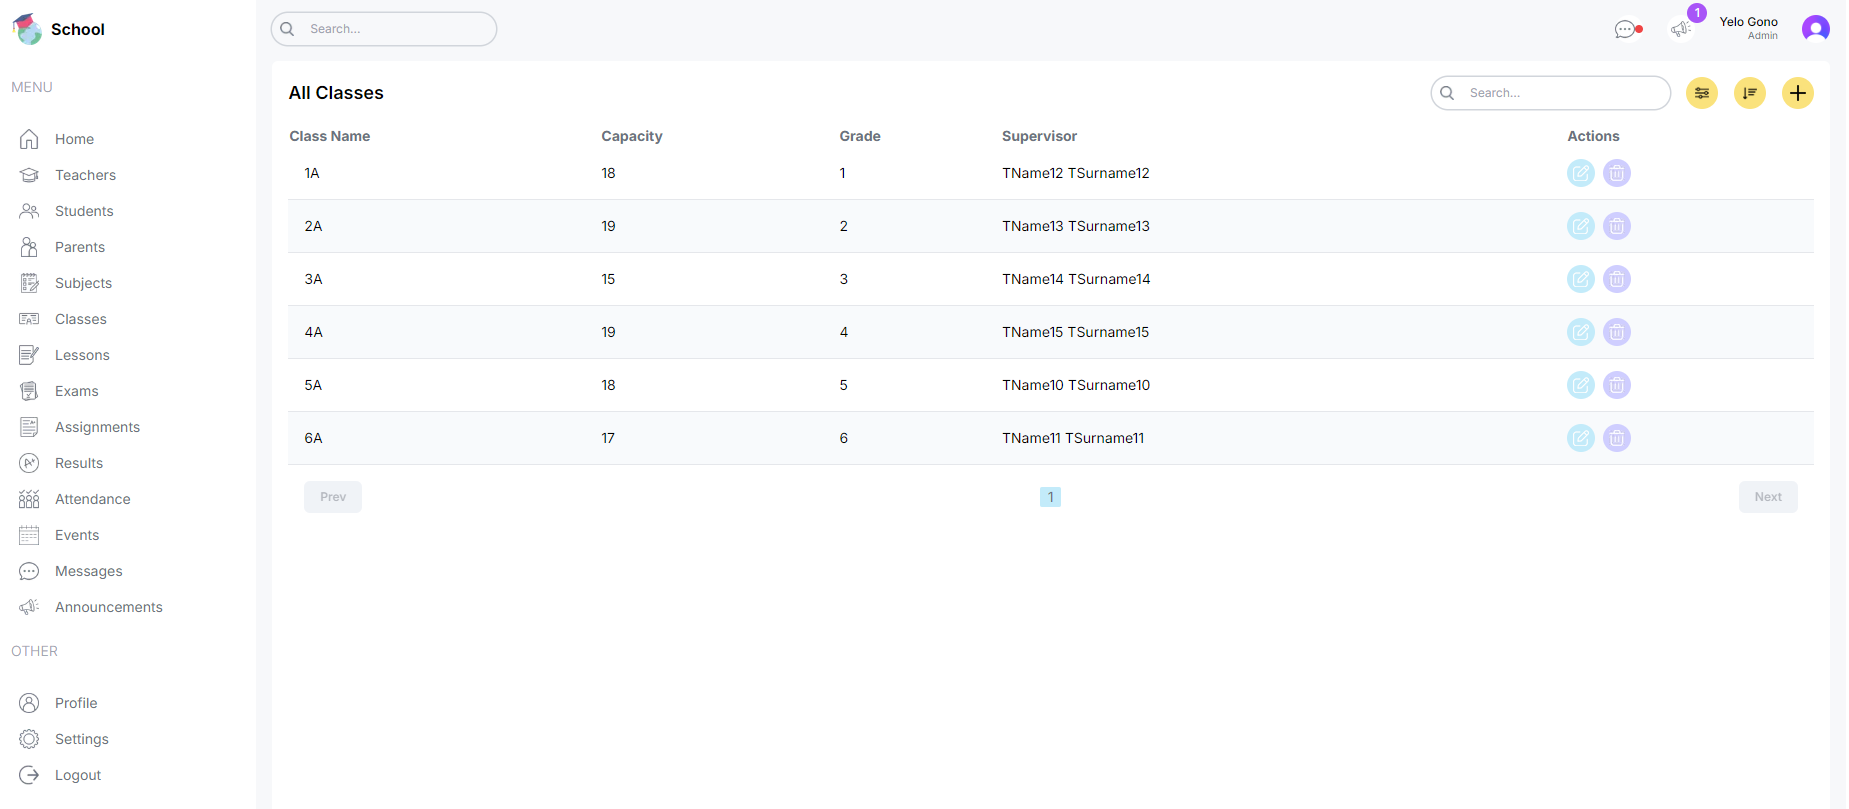 School
Search...
1
Yelo Gono
Admin
MENU
Home
Teachers
Students
Parents
Subjects
Classes
Lessons
Exams
Assignments
Results
Attendance
Events
Messages
Announcements
OTHER
Profile
Settings
Logout
All Classes
Search...
Class Name Capacity Grade Supervisor Actions
1A 18 1 TName12 TSurname12
2A 19 2 TName13 TSurname13
3A 15 3 TName14 TSurname14
4A 19 4 TName15 TSurname15
5A 18 5 TName10 TSurname10
6A 17 6 TName11 TSurname11
Prev 1 Next